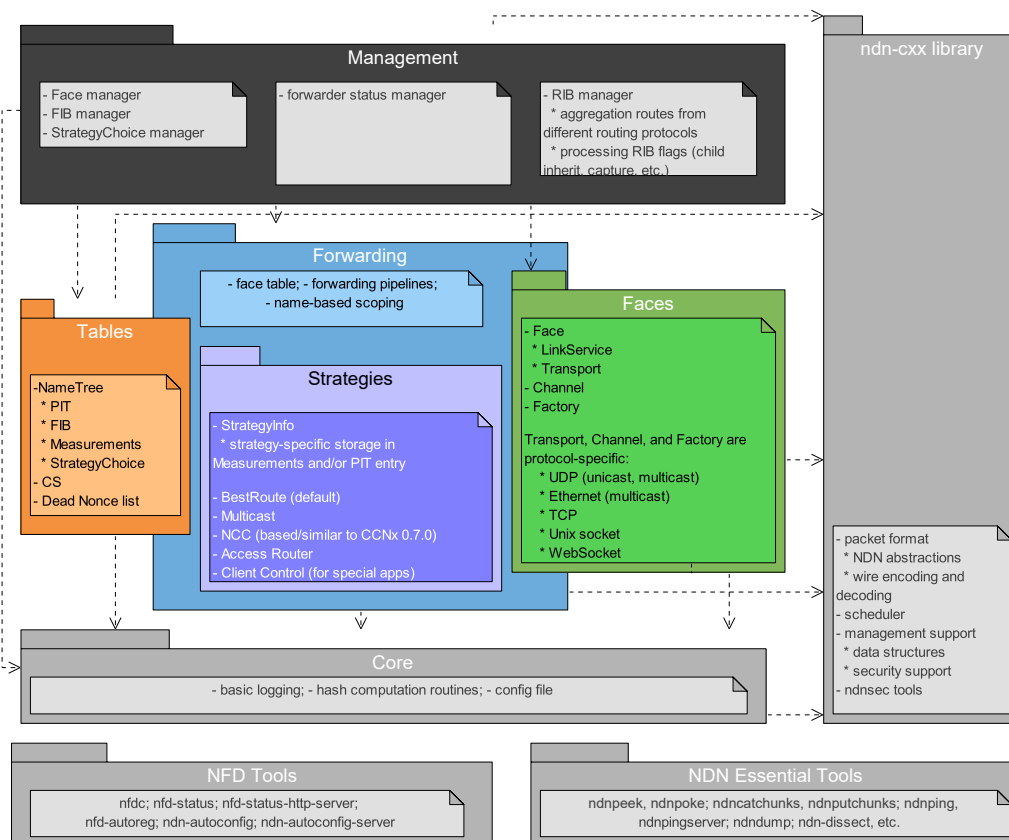 ndn-cxx library
Management
- Face manager
- FIB manager
- StrategyChoice manager
- forwarder status manager
- RIB manager
* aggregation routes from
different routing protocols
* processing RIB flags (child
inherit, capture, etc.)
Forwarding
- face table; - forwarding pipelines;
- name-based scoping
Tables
-NameTree
* PIT
* FIB
* Measurements
* StrategyChoice
- CS
- Dead Nonce list
Strategies
- StrategyInfo
* strategy-specific storage in
Measurements and/or PIT entry
- BestRoute (default)
- Multicast
- NCC (based/similar to CCNx 0.7.0)
- Access Router
- Client Control (for special apps)
Faces
- Face
* LinkService
* Transport
- Channel
- Factory
Transport, Channel, and Factory are
protocol-specific:
* UDP (unicast, multicast)
* Ethernet (multicast)
* TCP
* Unix socket
* WebSocket
- packet format
* NDN abstractions
* wire encoding and
decoding
- scheduler
- management support
* data structures
* security support
- ndnsec tools
Core
- basic logging; - hash computation routines; - config file
NFD Tools
nfdc; nfd-status; nfd-status-http-server;
nfd-autoreg; ndn-autoconfig; ndn-autoconfig-server
NDN Essential Tools
ndnpeek, ndnpoke; ndncatchunks, ndnputchunks; ndnping,
ndnpingserver; ndndump; ndn-dissect, etc.